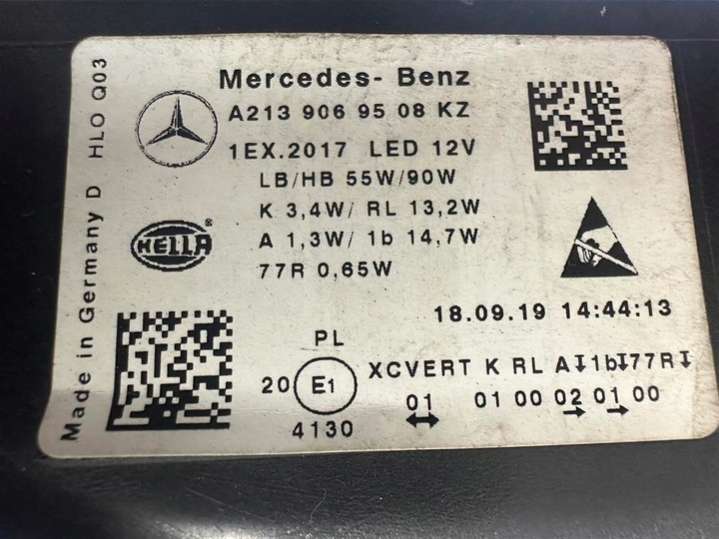 Mercedes- Benz
A213 906 95 08 KZ
1EX.2017 LED 12V
LB/HB 55W/90W
K 3,4W/ RL 13,2W
A 1,3W/ 1b 14,7W
77R 0,65W
HELLA ®
Made in Germany D HLO Q03
18.09.19 14:44:13
PL
20 E1 XCVERT K RL A↧1b↧77R↧
01 01 00 02 01 00
4130